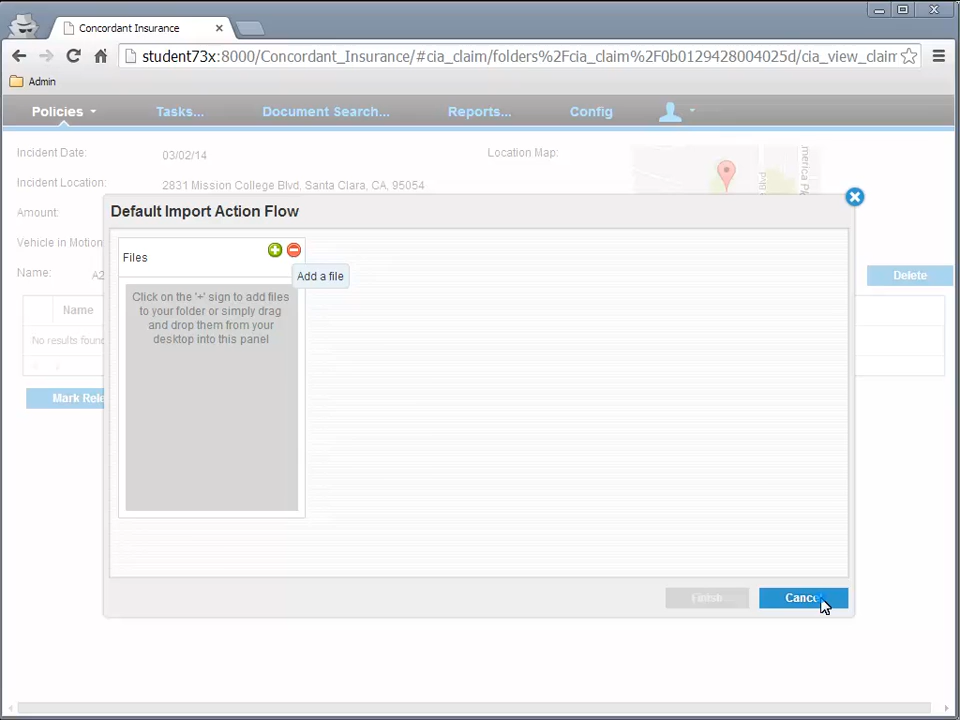 Concordant Insurance
student73x:8000/Concordant_Insurance/#cia_claim/folders%2Fcia_claim%2F0b0129428004025d/cia_view_claim
Admin
Policies
Tasks...
Document Search...
Reports...
Config
Incident Date:
03/02/14
Location Map:
Incident Location:
2831 Mission College Blvd, Santa Clara, CA, 95054
Amount:
Vehicle in Motion
Name:
Delete
Name
No results found
Mark Rele
Default Import Action Flow
Files
Add a file
Click on the '+' sign to add files
to your folder or simply drag
and drop them from your
desktop into this panel
Finish
Cancel